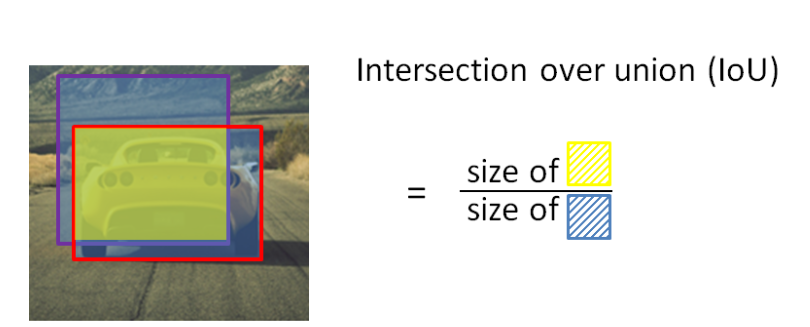 Intersection over union (IoU)
=
size of
size of